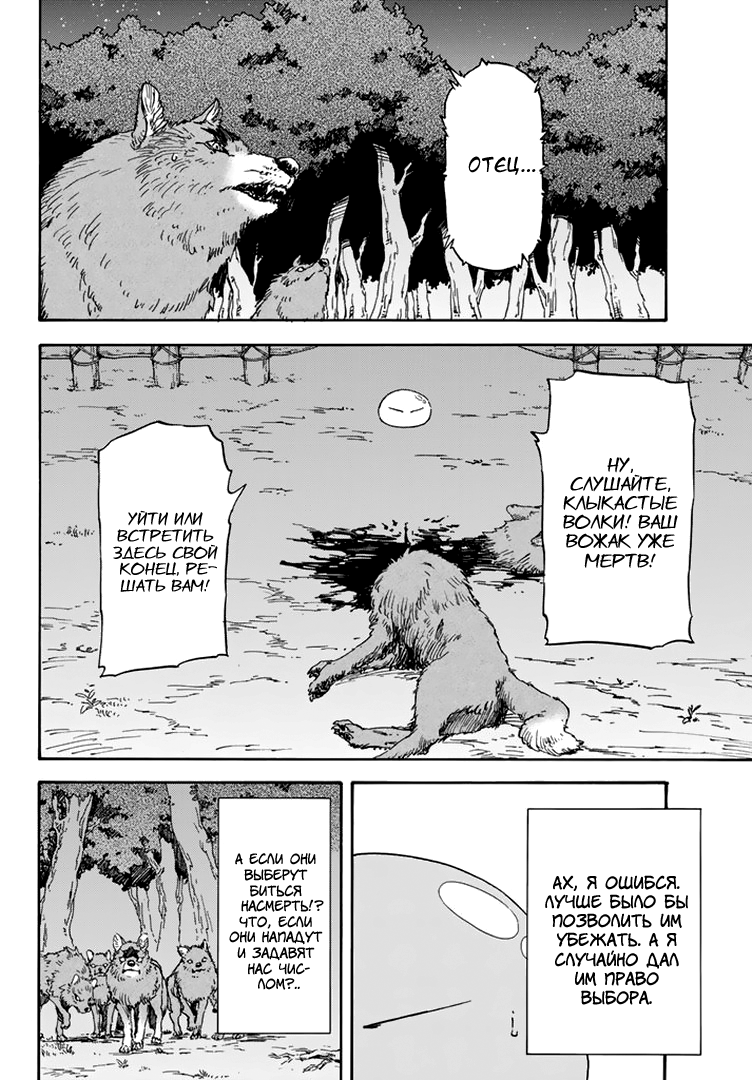 ОТЕЦ...
НУ,
СЛУШАЙТЕ,
КЛЫКАСТЫЕ
ВОЛКИ! ВАШ
ВОЖАК УЖЕ
МЕРТВ!
УЙТИ ИЛИ
ВСТРЕТИТЬ
ЗДЕСЬ СВОЙ
КОНЕЦ, РЕ-
ШАТЬ ВАМ!
АХ, Я ОШИБСЯ.
ЛУЧШЕ БЫЛО БЫ
ПОЗВОЛИТЬ ИМ
УБЕЖАТЬ. А Я
СЛУЧАЙНО ДАЛ
ИМ ПРАВО
ВЫБОРА.
А ЕСЛИ ОНИ
ВЫБЕРУТ
БИТЬСЯ
НАСМЕРТЬ!?
ЧТО, ЕСЛИ
ОНИ НАПАДУТ
И ЗАДАВЯТ
НАС ЧИС-
ЛОМ?..